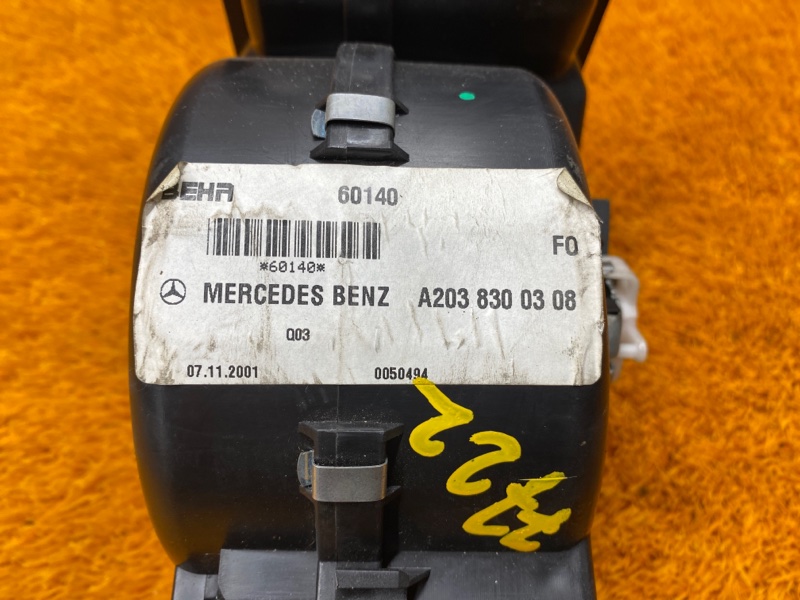 BEHR 60140
FO
*60140*
MERCEDES BENZ A203 830 03 08
Q03
07.11.2001 0050494